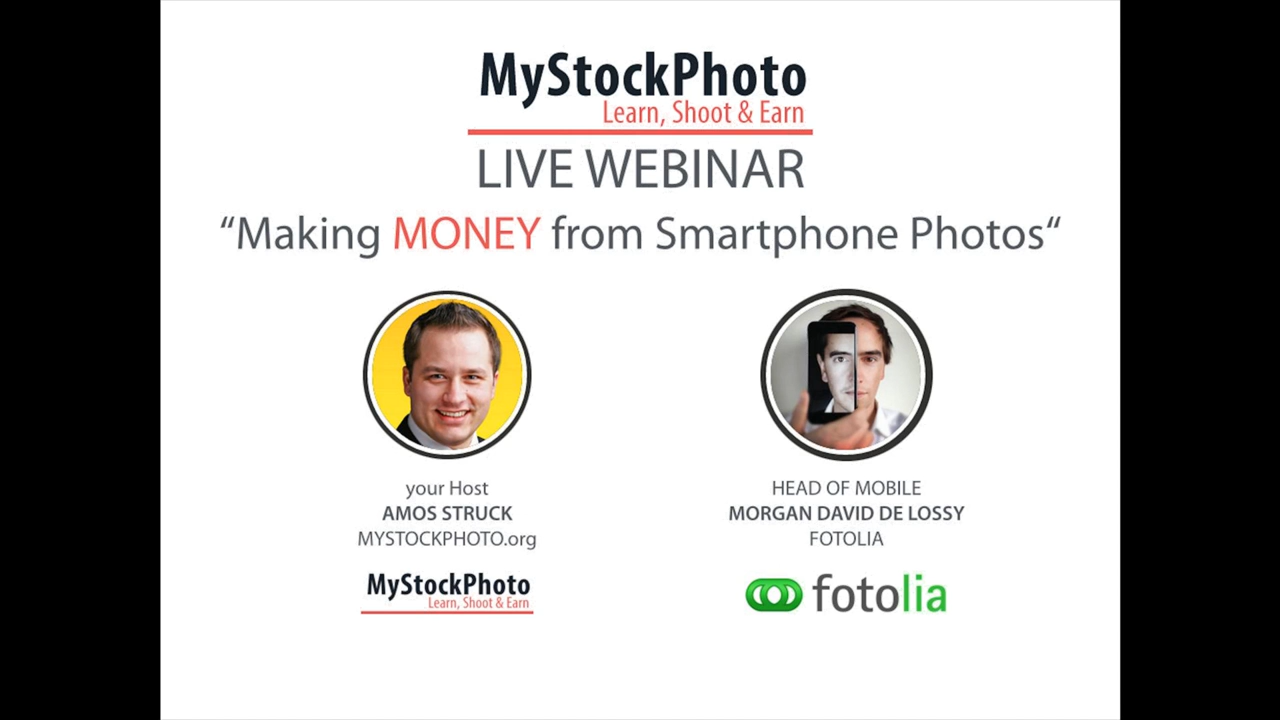 MyStockPhoto
Learn, Shoot & Earn
LIVE WEBINAR
“Making MONEY from Smartphone Photos“
your Host
AMOS STRUCK
MYSTOCKPHOTO.org
MyStockPhoto
Learn, Shoot & Earn
HEAD OF MOBILE
MORGAN DAVID DE LOSSY
FOTOLIA
fotolia